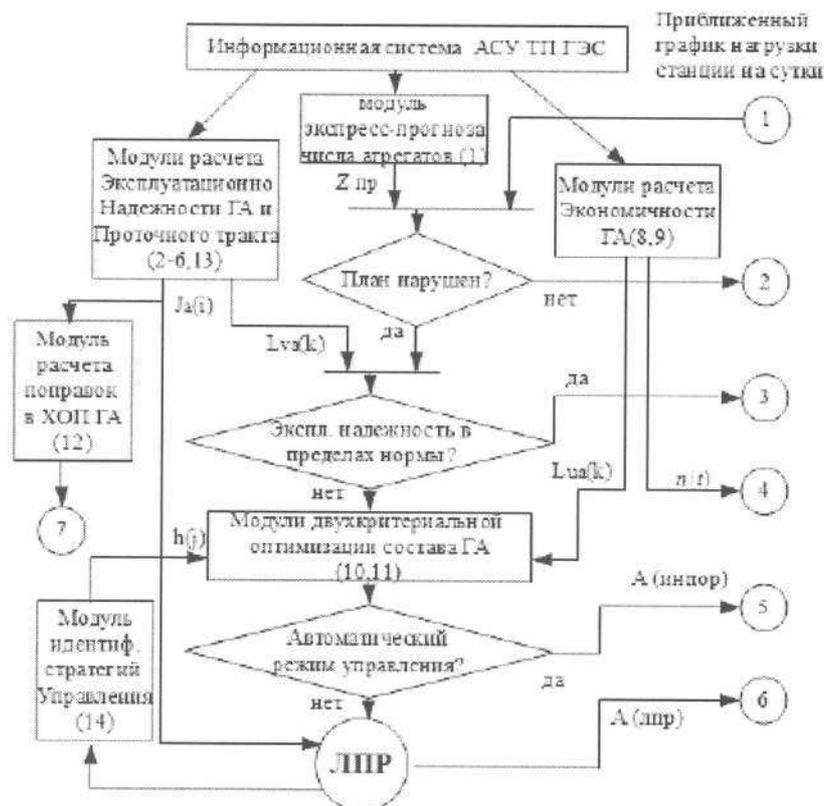 Приближенный
график нагрузки
станции на сутки
Информационная система АСУ ТП ГЭС
модуль
экспресс-прогноза
числа агрегатов (1)
1
Z пр
Модули расчета
Эксплуатационно
Надежности ГА и
Проточного тракта
(2-6,13)
Модули расчета
Экономичности
ГА(8,9)
План нарушен?
нет
2
да
Ja(i)
Lva(k)
Модуль
расчета
поправок
в ХОП ГА
(12)
да
3
Экспл. надежность в
пределах нормы?
Lua(k)
n(t)
4
нет
7
h(j)
Модули двухкритериальной
оптимизации состава ГА
(10,11)
A (инпор)
5
Модуль
идентиф.
стратегий
Управления
(14)
Автоматический
режим управления?
да
нет
6
A (лпр)
ЛПР